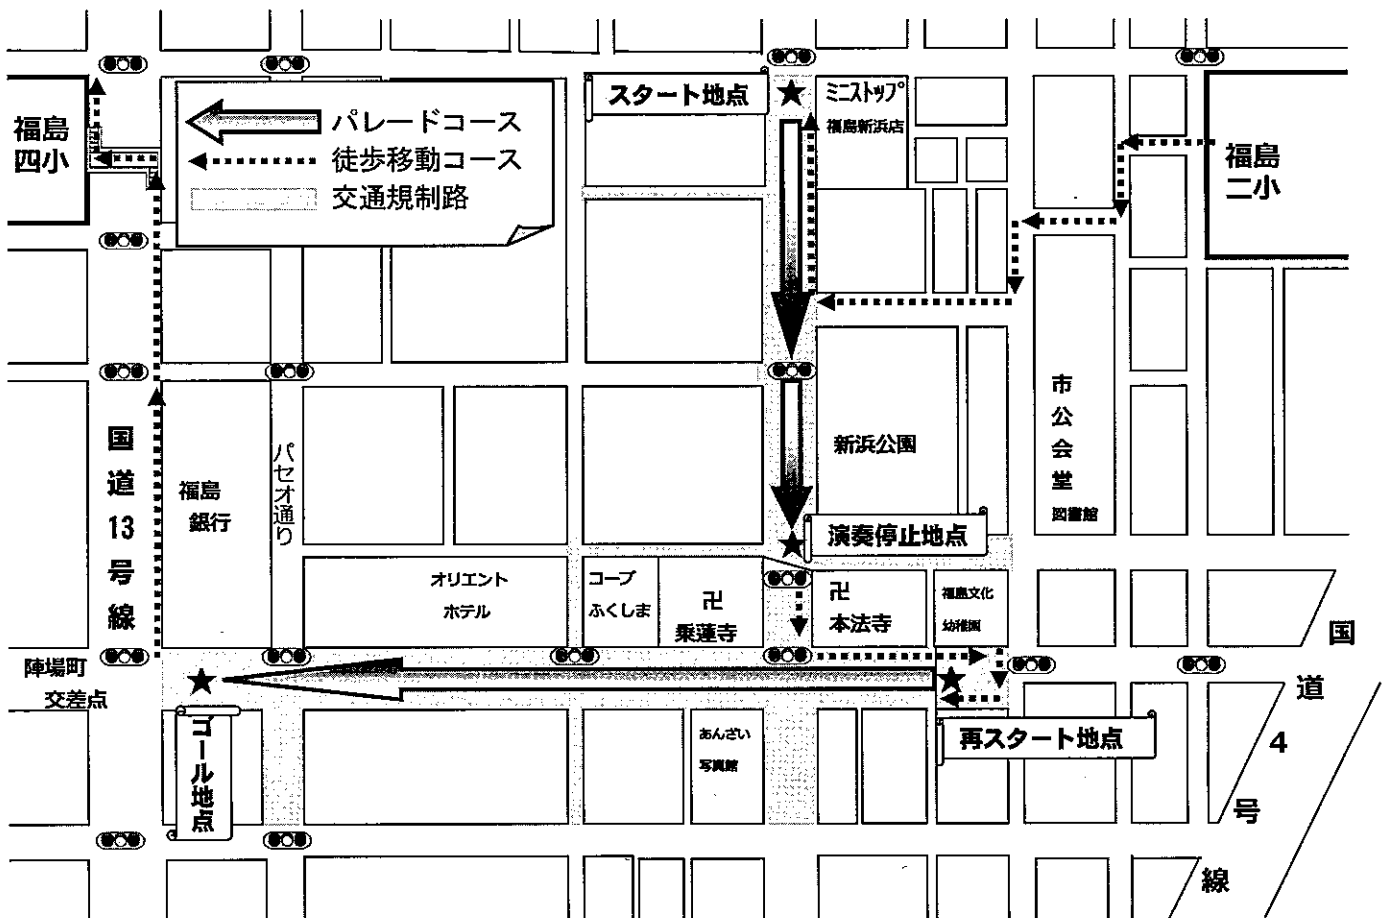 福島
四小
パレードコース
徒歩移動コース
交通規制路
スタート地点
ミニストップ
福島新浜店
福島
二小
国道13号線
福島
銀行
パセオ通り
新浜公園
市公会堂
図書館
演奏停止地点
オリエント
ホテル
コープ
ふくしま
卍
乗蓮寺
卍
本法寺
福島文化
幼稚園
陣場町
交差点
ゴール地点
あんざい
写真館
再スタート地点
国道4号線